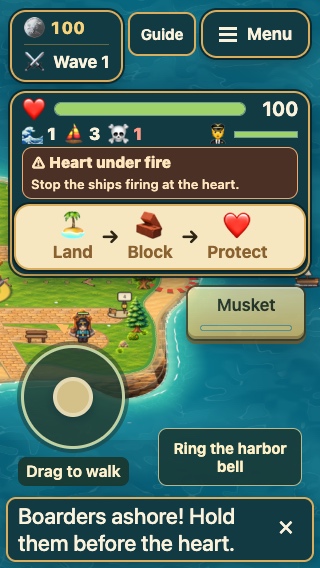 100
Guide
Menu
Wave 1
100
1 3 1
⚠ Heart under fire
Stop the ships firing at the heart.
Land → Block → Protect
Musket
Drag to walk
Ring the harbor
bell
Boarders ashore! Hold
them before the heart.
×